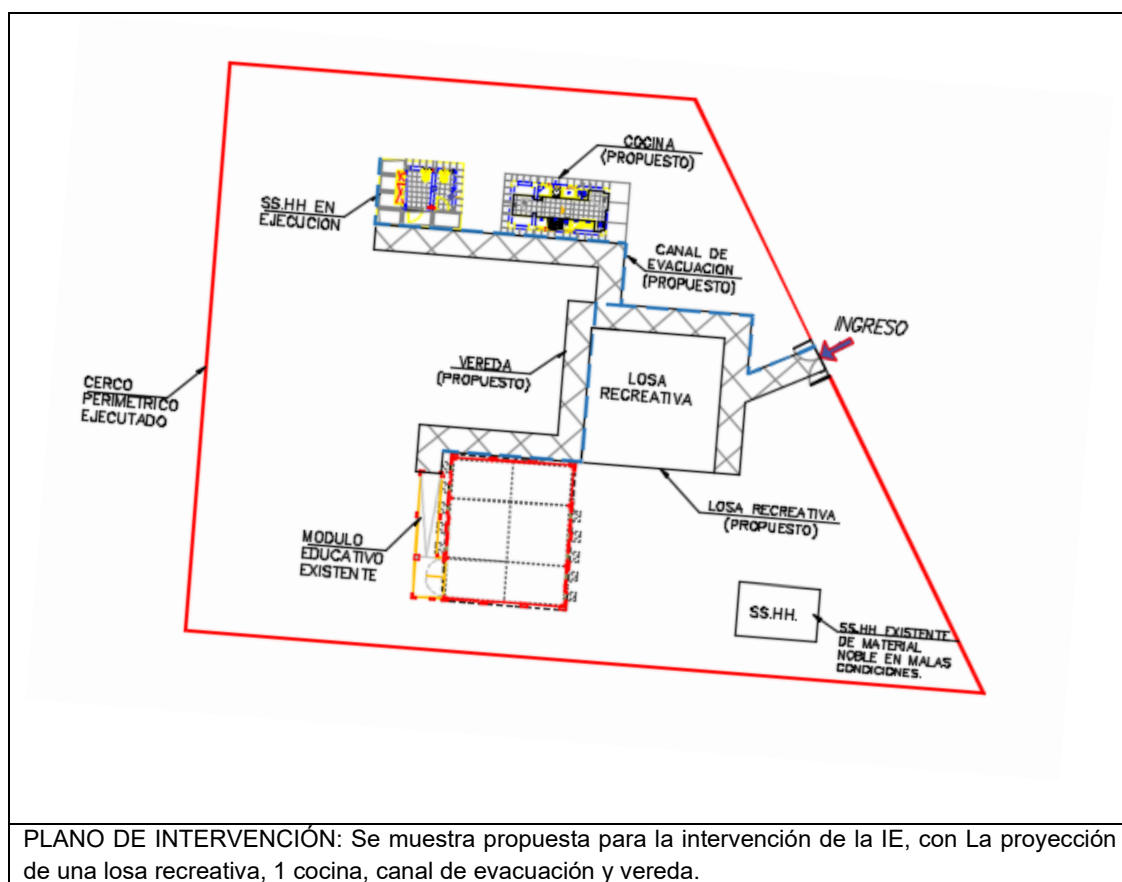 COCINA
(PROPUESTO)
SS.HH EN
EJECUCION
CANAL DE
EVACUACION
(PROPUESTO)
INGRESO
VEREDA
(PROPUESTO)
LOSA
RECREATIVA
CERCO
PERIMETRICO
EJECUTADO
LOSA RECREATIVA
(PROPUESTO)
MODULO
EDUCATIVO
EXISTENTE
SS.HH.
SS.HH EXISTENTE
DE MATERIAL
NOBLE EN MALAS
CONDICIONES.
PLANO DE INTERVENCIÓN: Se muestra propuesta para la intervención de la IE, con La proyección
de una losa recreativa, 1 cocina, canal de evacuación y vereda.